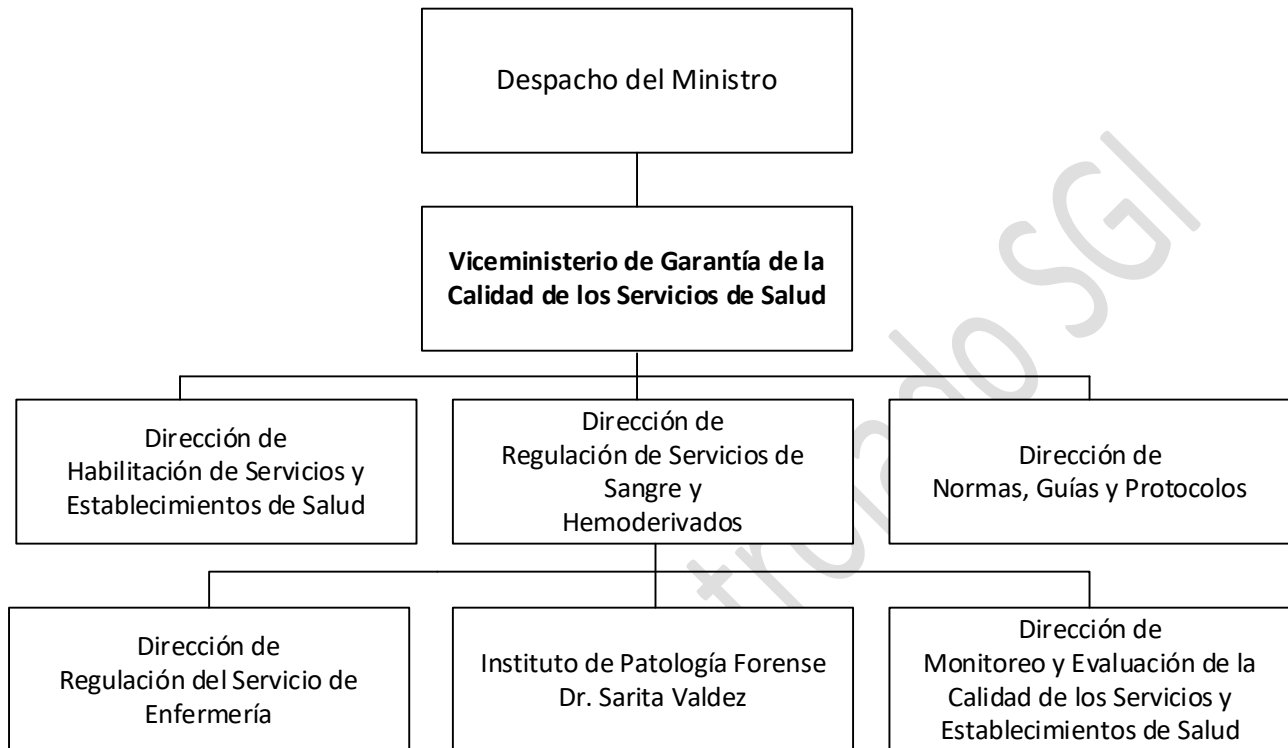 Despacho del Ministro
Viceministerio de Garantía de la
Calidad de los Servicios de Salud
Dirección de
Habilitación de Servicios y
Establecimientos de Salud
Dirección de
Regulación de Servicios de
Sangre y
Hemoderivados
Dirección de
Normas, Guías y Protocolos
Dirección de
Regulación del Servicio de
Enfermería
Instituto de Patología Forense
Dr. Sarita Valdez
Dirección de
Monitoreo y Evaluación de la
Calidad de los Servicios y
Establecimientos de Salud
SGI